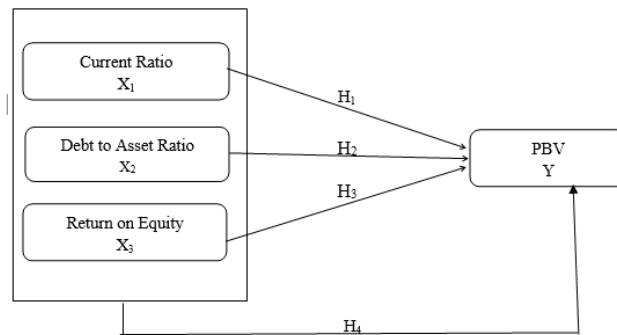 Current Ratio
X₁
H₁
Debt to Asset Ratio
X₂
H₂
PBV
Y
Return on Equity
X₃
H₃
H₄